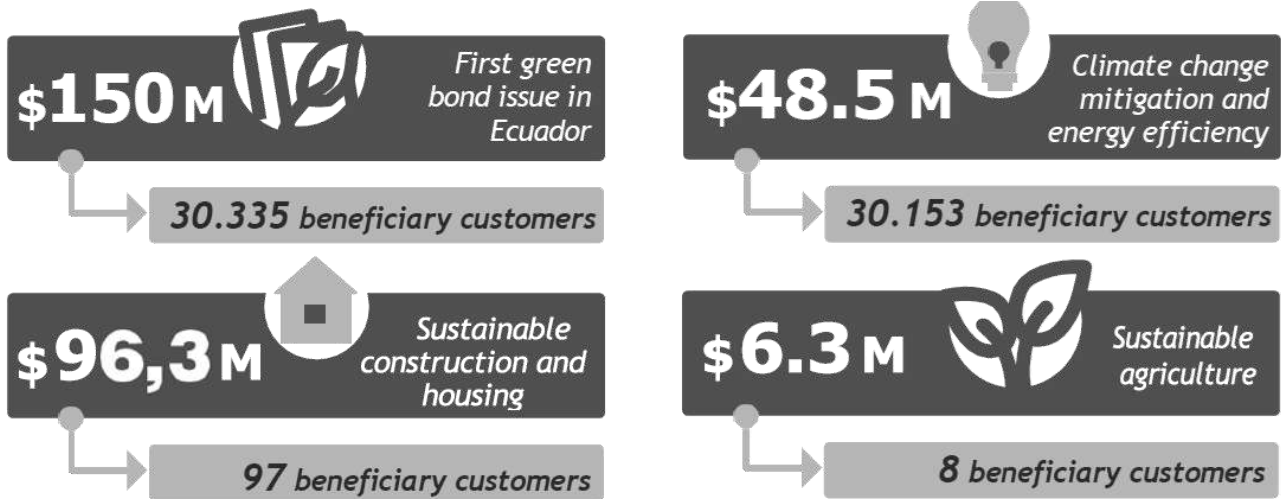 $150 M
First green
bond issue in
Ecuador
30.335 beneficiary customers
$48.5 M
Climate change
mitigation and
energy efficiency
30.153 beneficiary customers
$96,3 M
Sustainable
construction and
housing
97 beneficiary customers
$6.3 M
Sustainable
agriculture
8 beneficiary customers